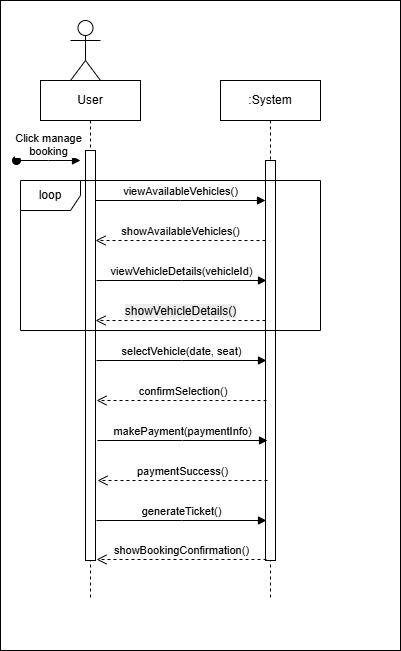 User
:System
Click manage
booking
loop
viewAvailableVehicles()
showAvailableVehicles()
viewVehicleDetails(vehicleId)
showVehicleDetails()
selectVehicle(date, seat)
confirmSelection()
makePayment(paymentInfo)
paymentSuccess()
generateTicket()
showBookingConfirmation()